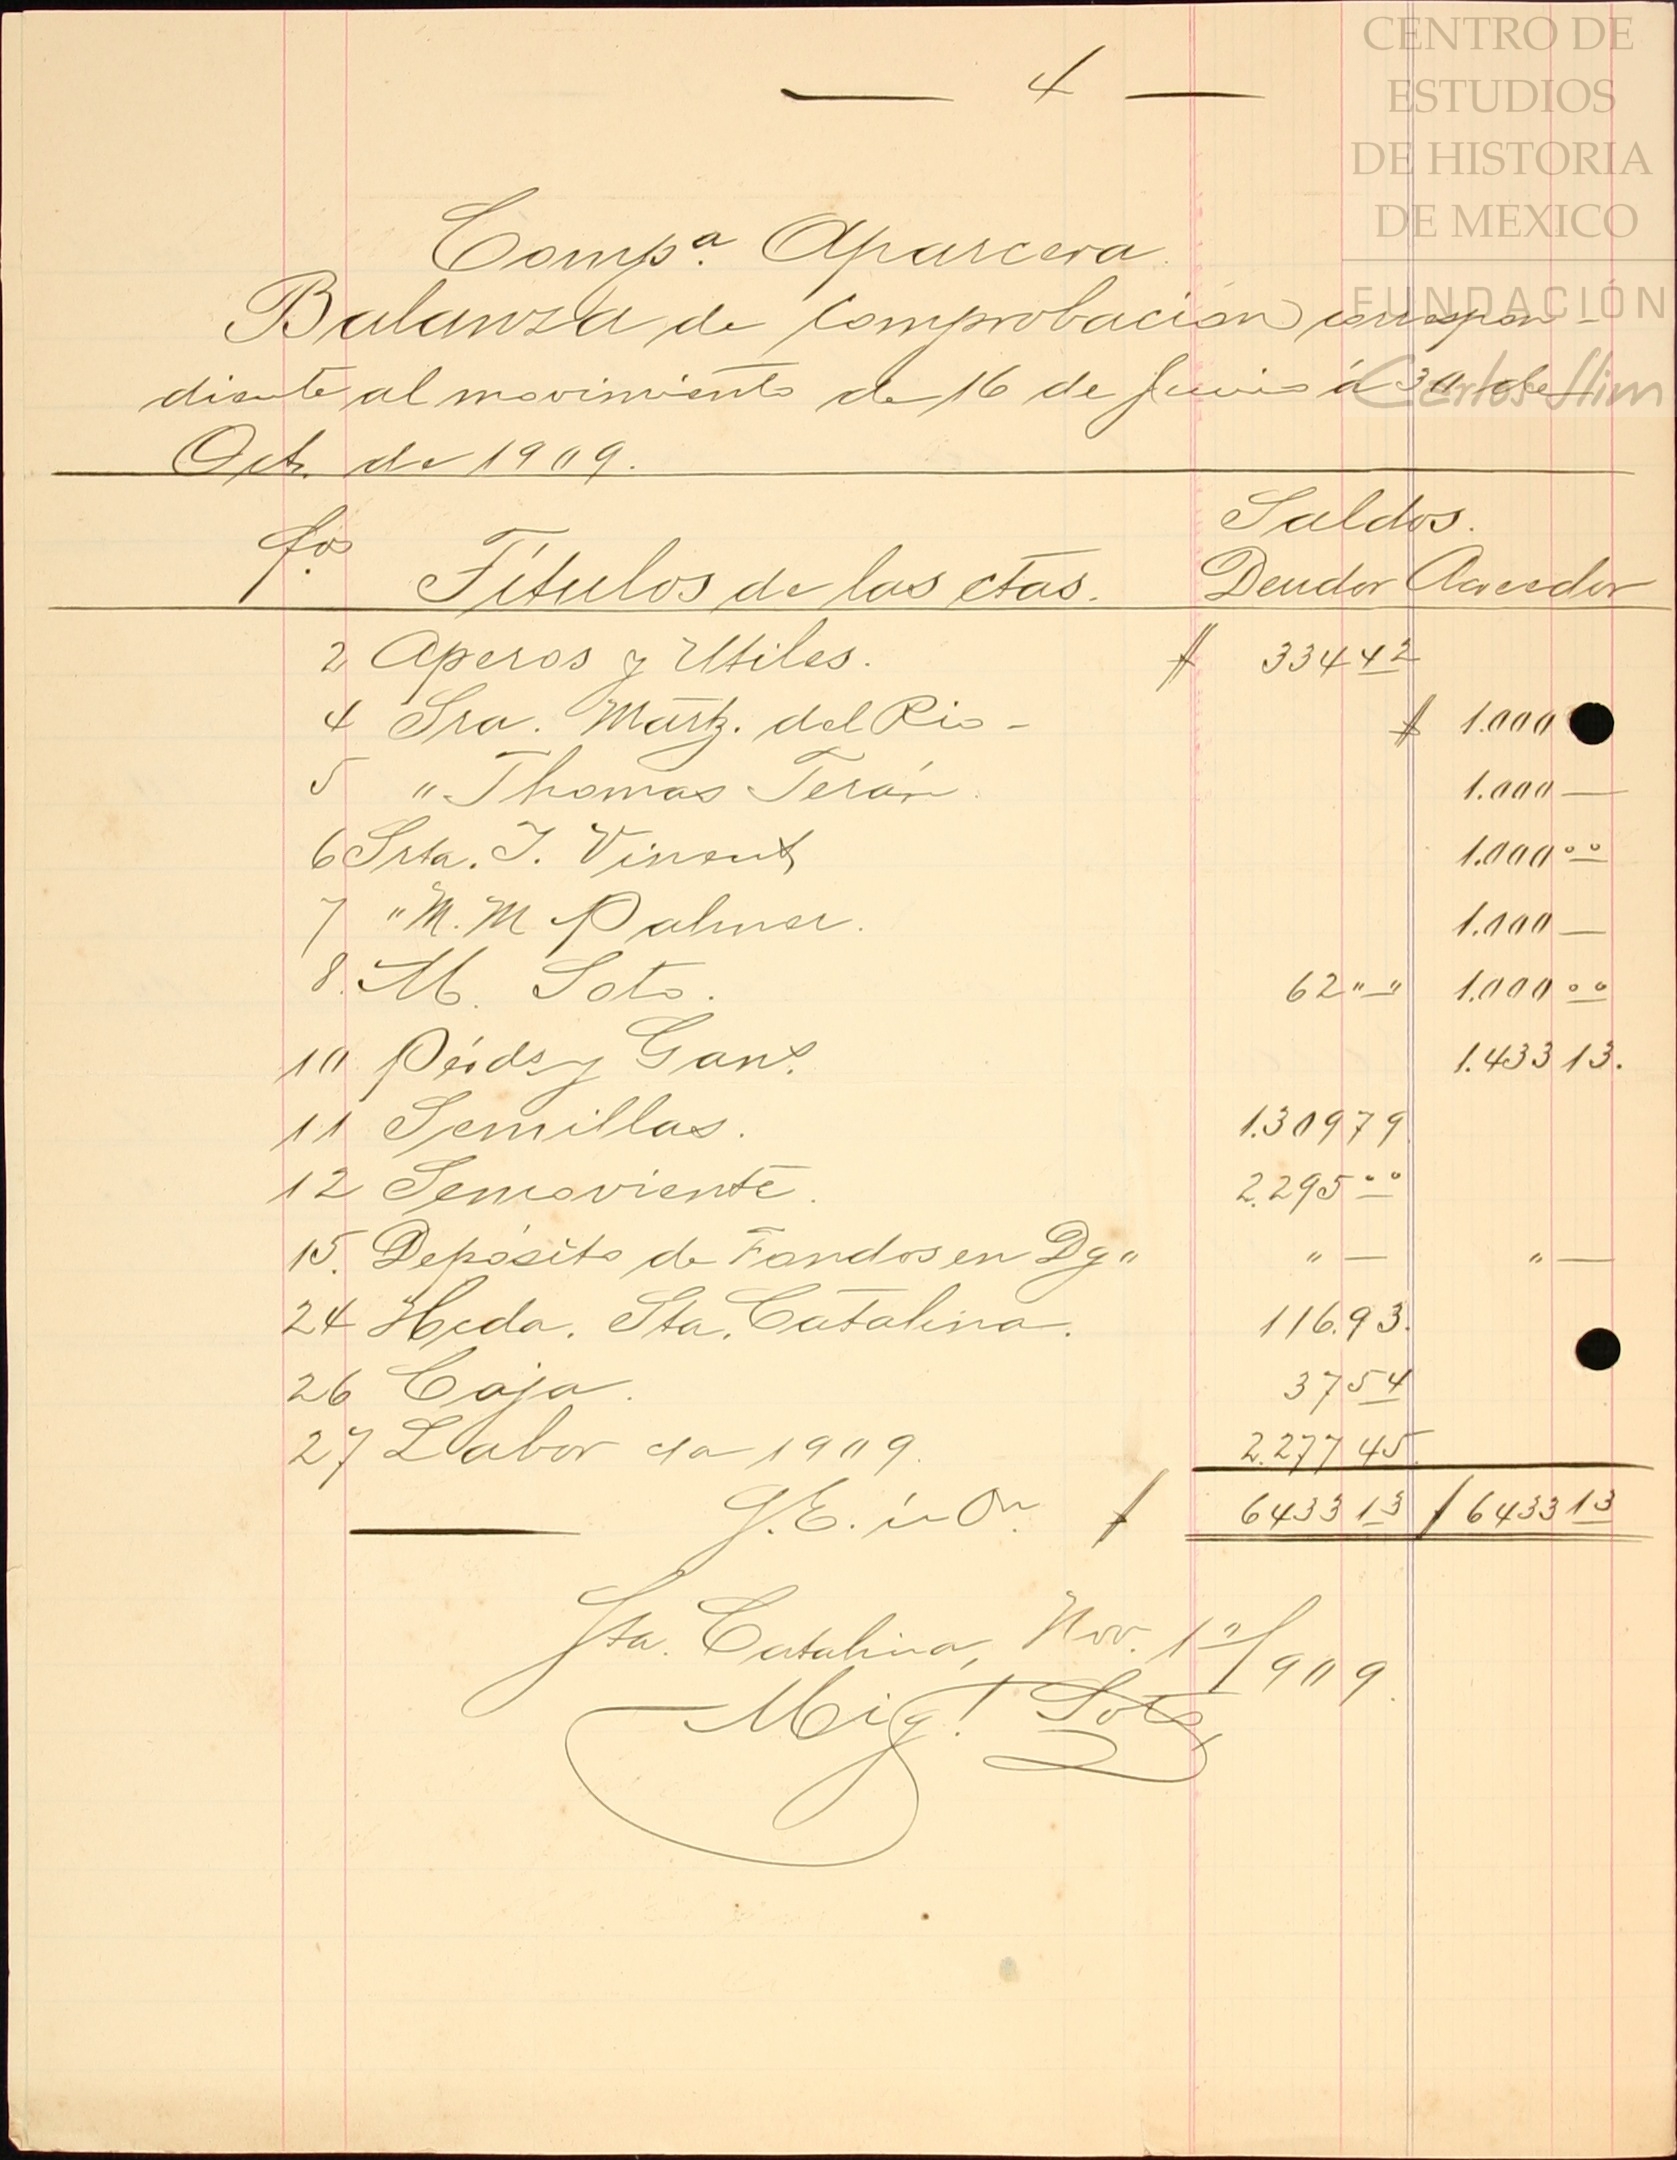 CENTRO DE
ESTUDIOS
DE HISTORIA
DE MEXICO
FUNDACIÓN
Carlos Slim
— 4 —
Compª. Aparcera.
Balanza de Comprobación correspon-
diente al movimiento de 16 de Junio á 30 de
Oct. de 1909.
Saldos.
fos. Títulos de las ctas. Deudor Acreedor
2 Aperos y Utiles. $ 334 42
4 Sra. Martz. del Rio - $ 1.000
5 " Thomas Terán. 1.000 —
6 Srta. I. Vincent 1.000 00
7 " M. M. Palmer. 1.000 —
8. M. Soto. 62 " " 1.000 00
10 Pérds y Gans. 1.433 13.
11 Semillas. 1.309 79
12 Semoviente. 2.295 00
15. Depósito de Fondos en Dg" " — " —
24 Hcda. Sta. Catalina. 116.93.
26 Caja. 37 54
27 Labor de 1909. 2.277 45.
— $ 6433 13 $ 6433 13
Sta. Catalina, Nov. 1º/909.
Migl. Soto